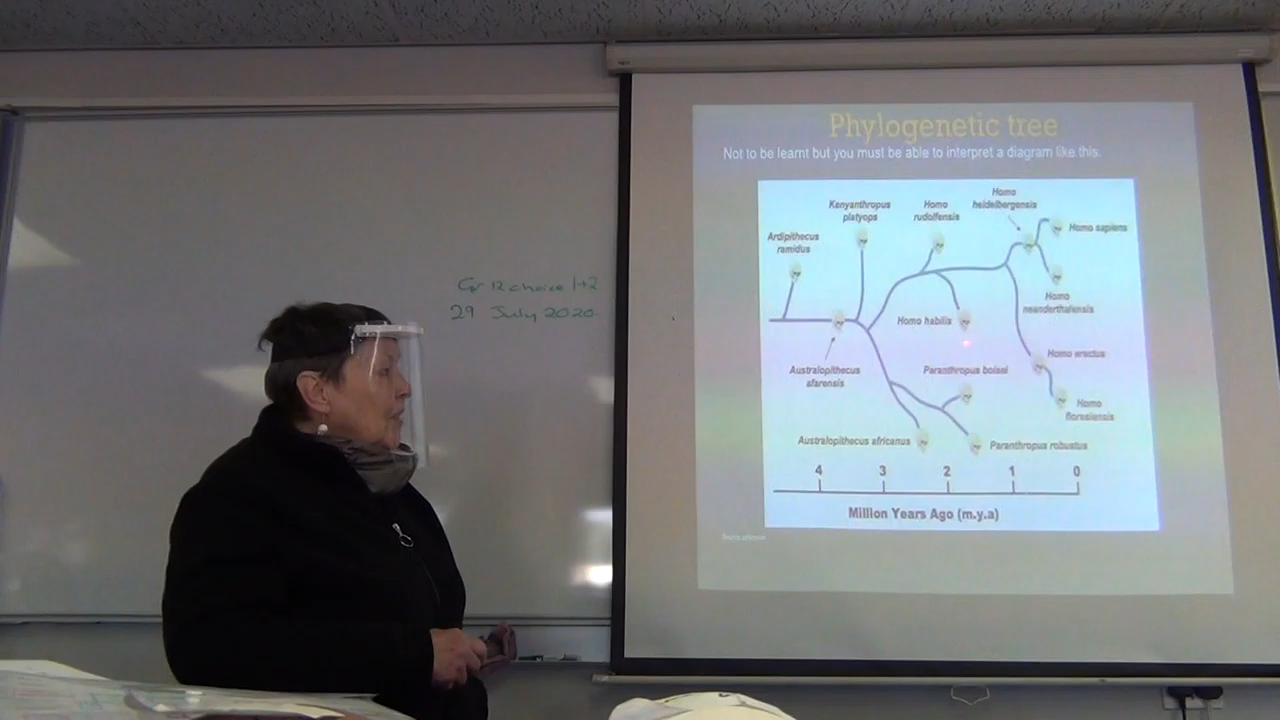 Gr 12 choice 1+2
29 July 2020
Phylogenetic tree
Not to be learnt but you must be able to interpret a diagram like this.
Homo
heidelbergensis
Kenyanthropus
platyops
Homo
rudolfensis
Homo sapiens
Ardipithecus
ramidus
Homo
neanderthalensis
Homo habilis
Homo erectus
Australopithecus
afarensis
Paranthropus boisei
Homo
floresiensis
Australopithecus africanus
Paranthropus robustus
4 3 2 1 0
Million Years Ago (m.y.a)